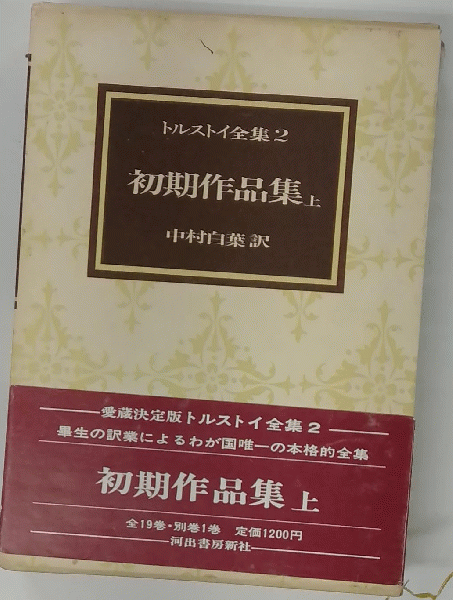 トルストイ全集2
初期作品集上
中村白葉訳
愛蔵決定版トルストイ全集2
畢生の訳業によるわが国唯一の本格的全集
初期作品集上
全19巻・別巻1巻 定価1200円
河出書房新社